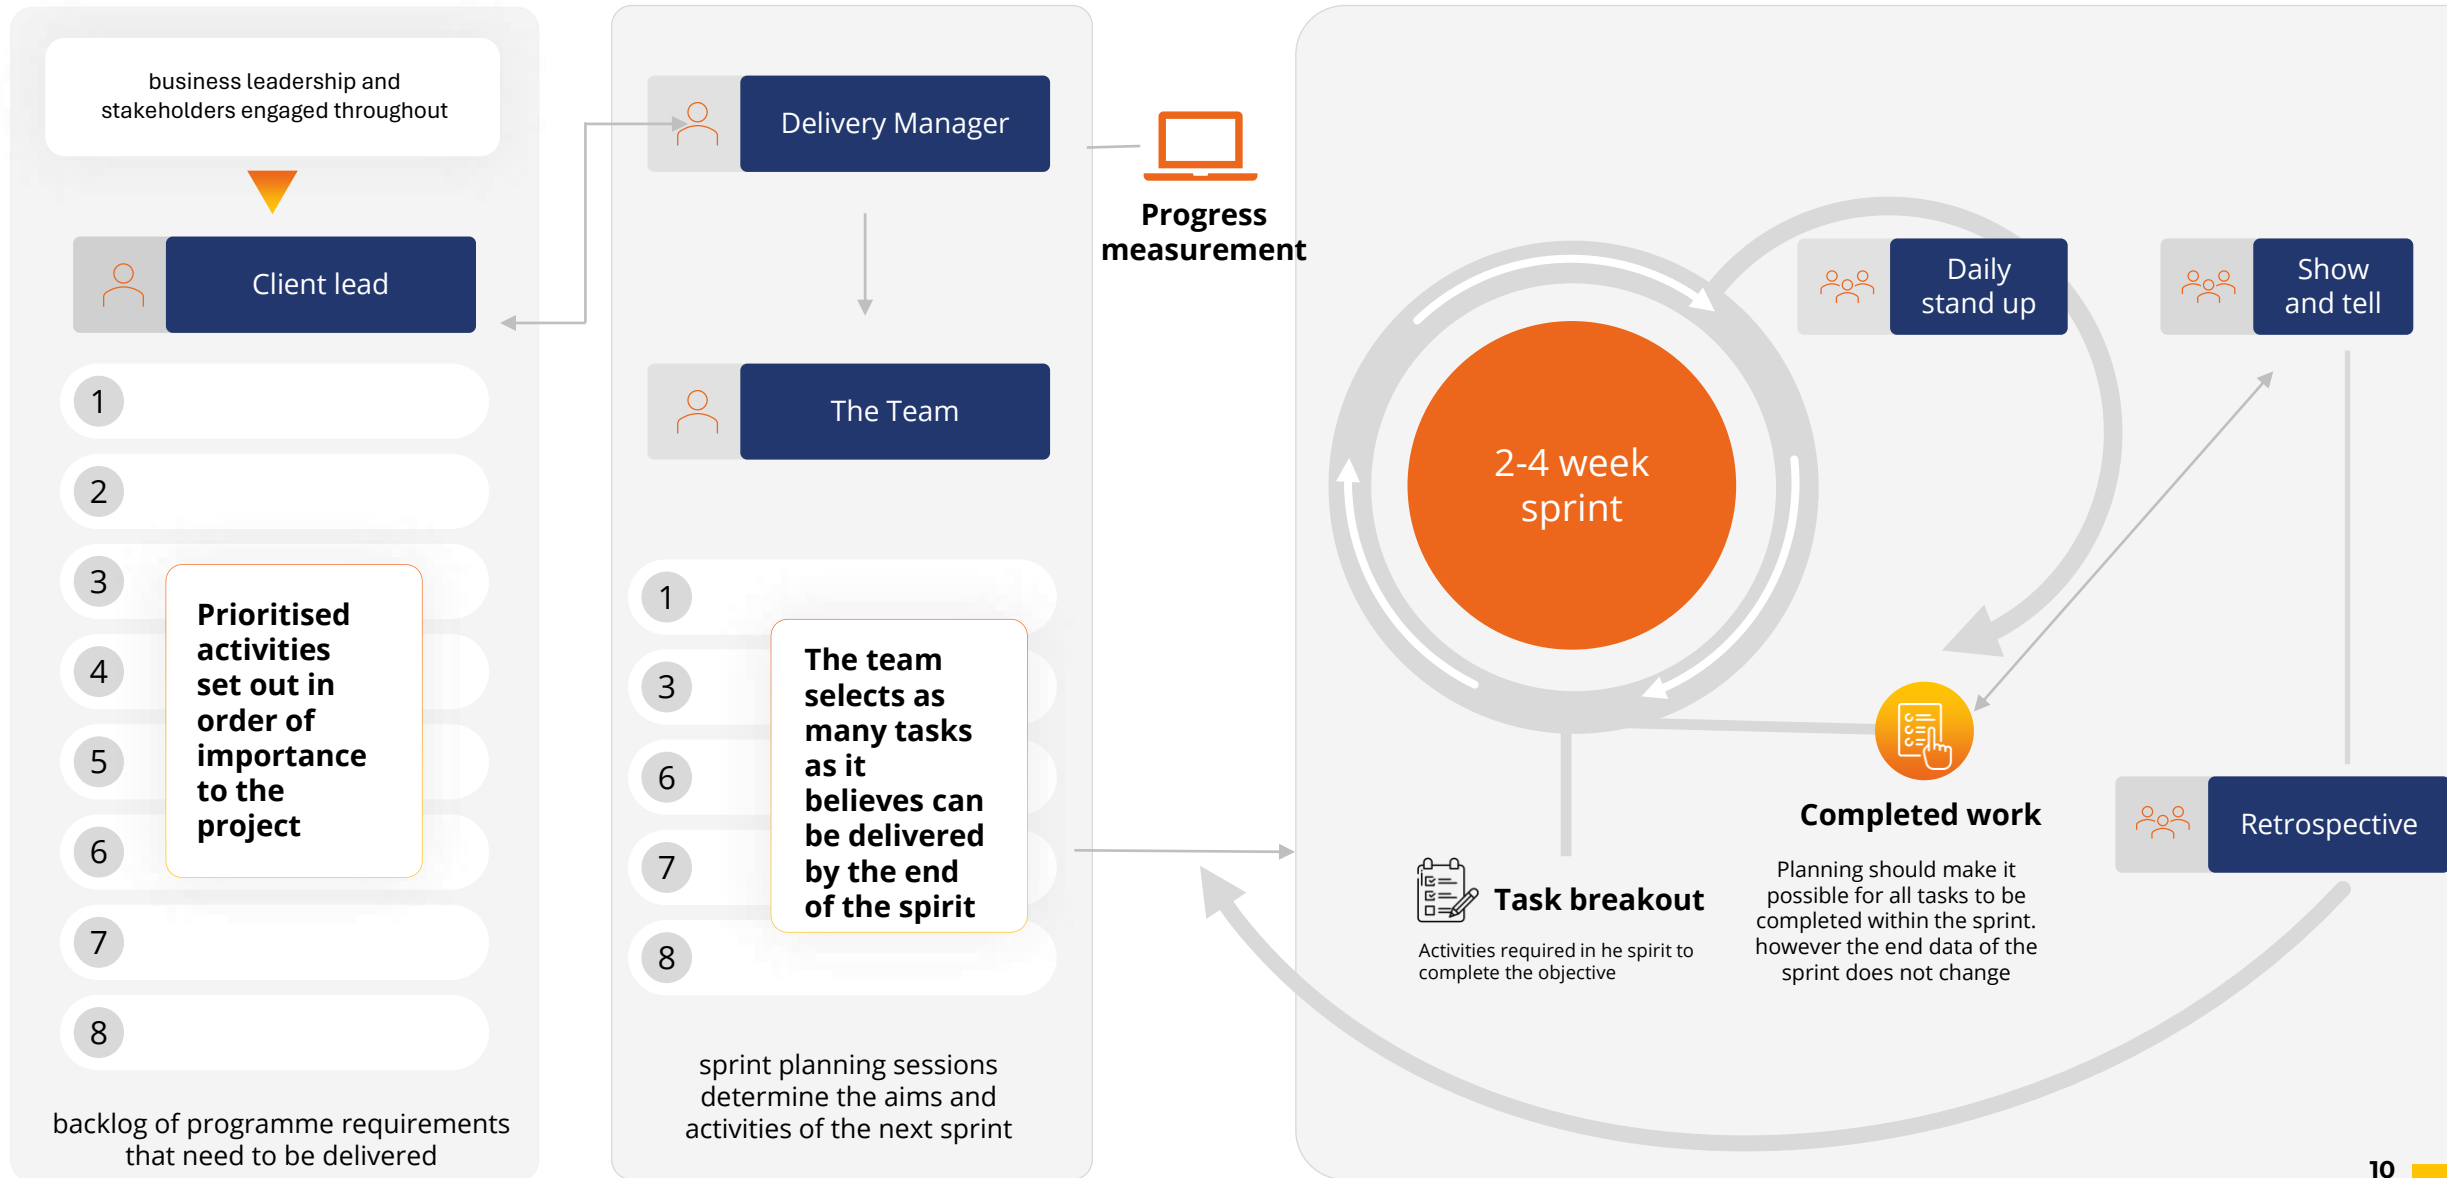 business leadership and
stakeholders engaged throughout
Client lead
1
2
3
4
5
6
7
8
Prioritised
activities
set out in
order of
importance
to the
project
backlog of programme requirements
that need to be delivered
Delivery Manager
The Team
1
3
6
7
8
The team
selects as
many tasks
as it
believes can
be delivered
by the end
of the spirit
sprint planning sessions
determine the aims and
activities of the next sprint
Progress
measurement
2-4 week
sprint
Daily
stand up
Show
and tell
Task breakout
Activities required in he spirit to
complete the objective
Completed work
Planning should make it
possible for all tasks to be
completed within the sprint.
however the end data of the
sprint does not change
Retrospective
10